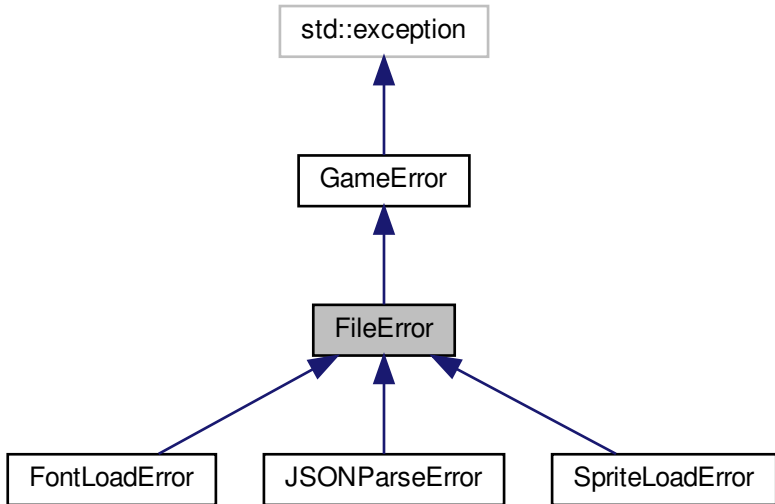 std::exception
GameError
FileError
FontLoadError
JSONParseError
SpriteLoadError